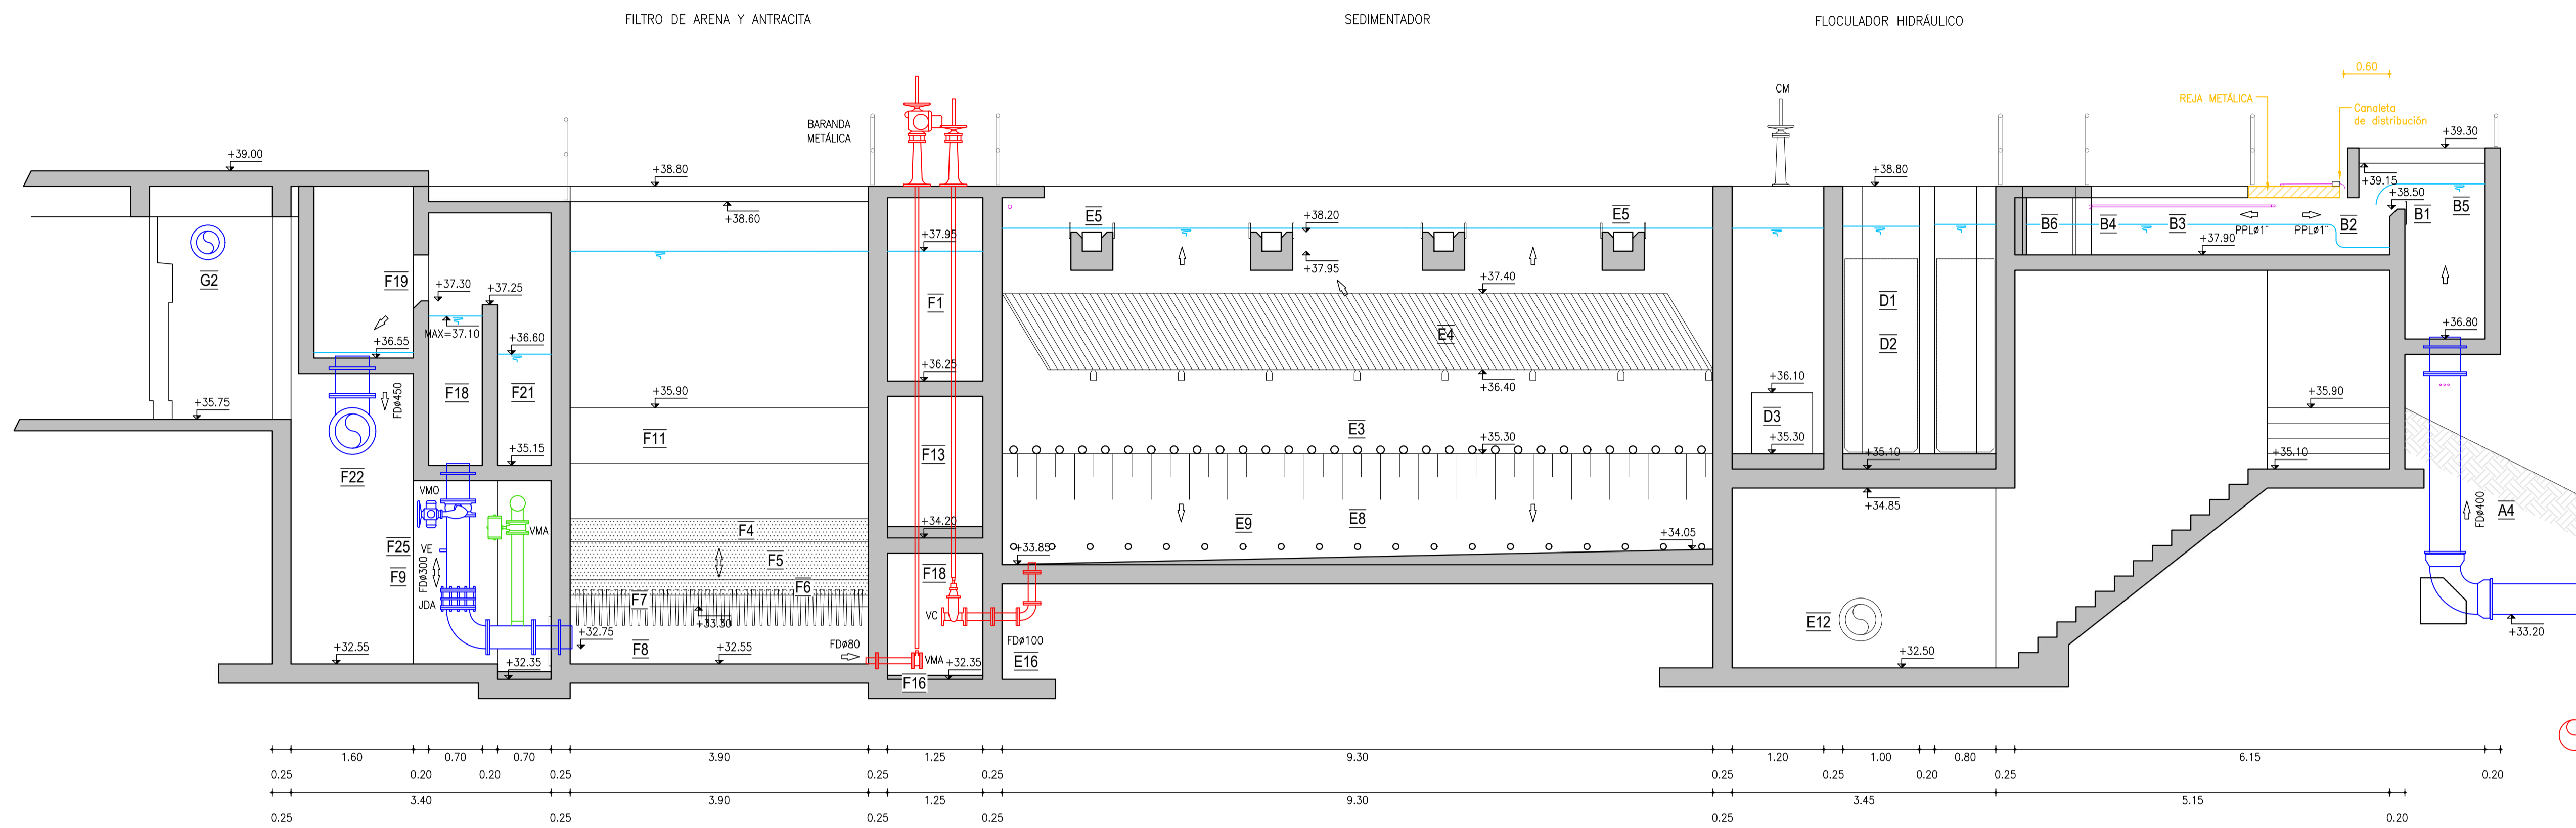 FILTRO DE ARENA Y ANTRACITA
SEDIMENTADOR
FLOCULADOR HIDRÁULICO
0.60
REJA METÁLICA
Canaleta
de distribución
CM
BARANDA
METÁLICA
+39.30
+39.00
+38.80
+38.80
+39.15
+38.50
+38.60
+38.20
E5
E5
B6
B4
B3
B2
B1
B5
PPLø1"
PPLø1"
+37.95
+37.95
+37.90
G2
F19
+37.30
+37.25
+37.40
MAX=37.10
F1
D1
E4
D2
+36.55
+36.60
+36.80
+36.25
+36.40
+36.10
F18
F21
FDø450
+35.75
+35.90
+35.90
D3
F11
E3
+35.30
+35.30
F13
+35.15
+35.10
+35.10
F22
VMO
+34.85
FDø400
A4
F4
E9
E8
VMA
+34.20
+34.05
F25
VE
F5
+33.85
F9
FDø300
F6
F18
F7
JDA
+33.30
VC
E12
+33.20
+32.75
FDø80
FDø100
F8
+32.55
+32.55
+32.35
VMA
+32.35
E16
+32.50
F16
1.60
0.70
0.70
3.90
1.25
9.30
1.20
1.00
0.80
6.15
0.25
0.20
0.20
0.25
0.25
0.25
0.25
0.25
0.20
0.25
0.20
3.40
3.90
1.25
9.30
3.45
5.15
0.25
0.25
0.25
0.25
0.25
0.20